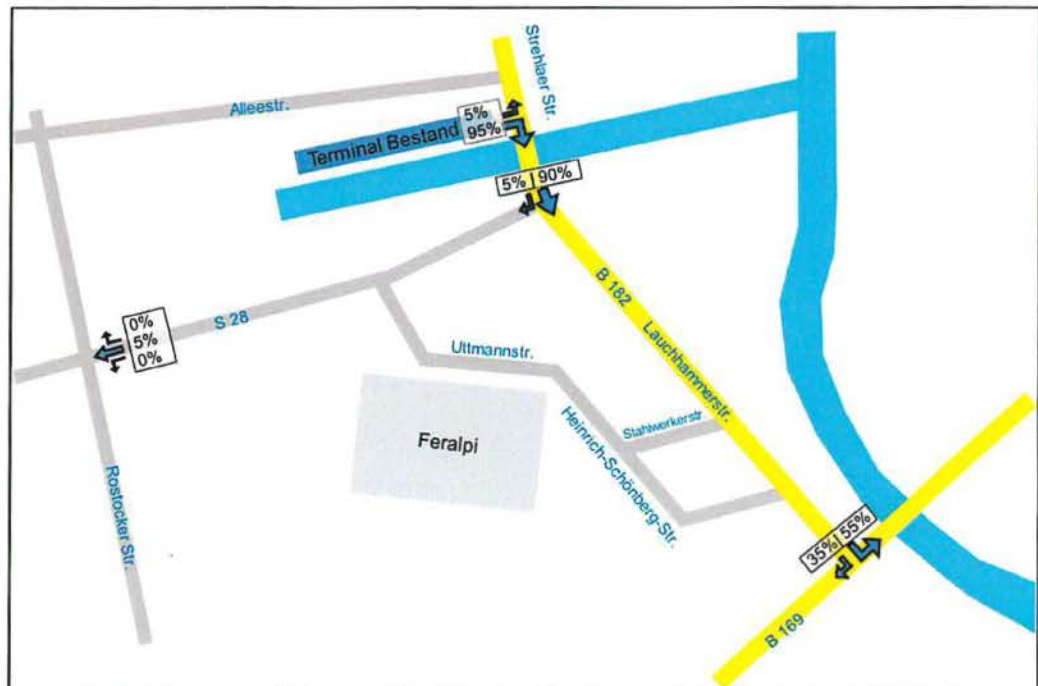 Strehlaer Str.
Alleestr.
5%
95%
Terminal Bestand
5% | 90%
B 182
S 28
0%
5%
0%
Lauchhammerstr.
Uttmannstr.
Stahlwerkerstr.
Feralpi
Heinrich-Schönberg-Str.
Rostocker Str.
35% | 55%
B 169